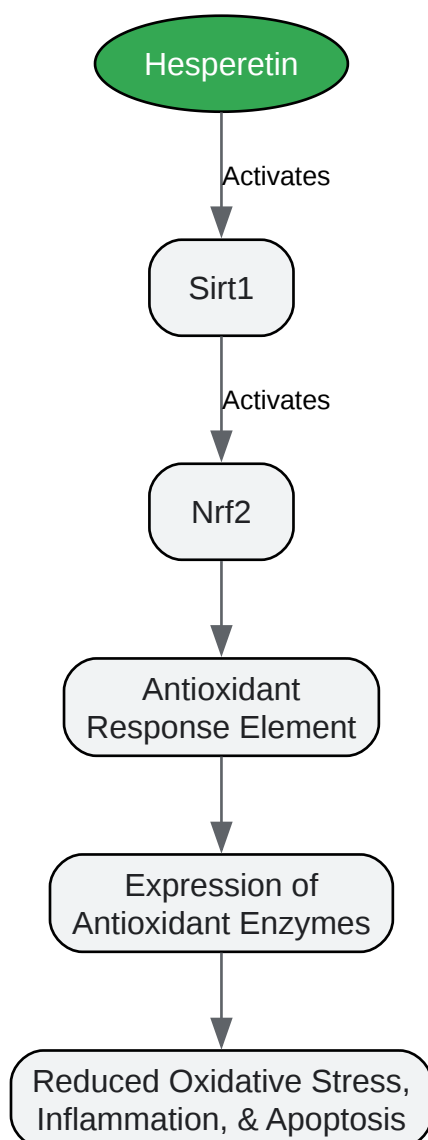 Hesperetin
Activates
Sirt1
Activates
Nrf2
Antioxidant
Response Element
Expression of
Antioxidant Enzymes
Reduced Oxidative Stress,
Inflammation, & Apoptosis